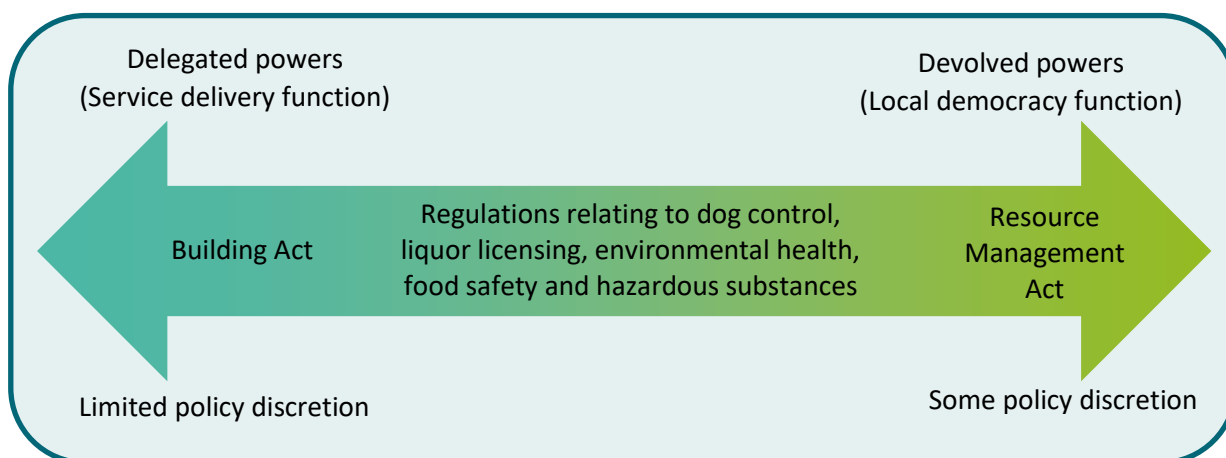 Delegated powers
(Service delivery function)
Devolved powers
(Local democracy function)
Building Act
Regulations relating to dog control,
liquor licensing, environmental health,
food safety and hazardous substances
Resource
Management
Act
Limited policy discretion
Some policy discretion